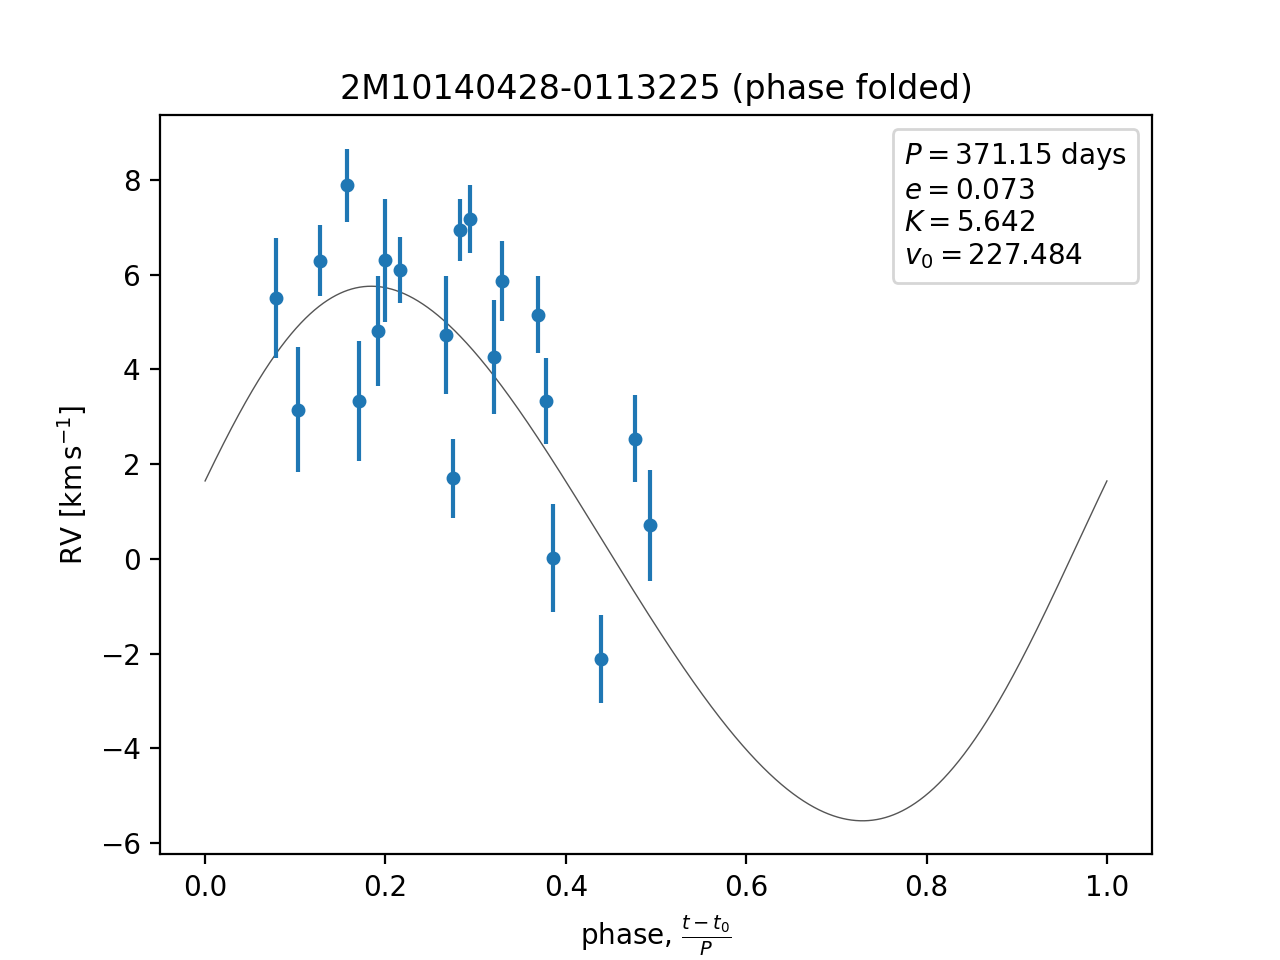 2M10140428-0113225 (phase folded)
P = 371.15 days
e = 0.073
K = 5.642
v₀ = 227.484
RV [km s⁻¹]
8
6
4
2
0
−2
−4
−6
0.0 0.2 0.4 0.6 0.8 1.0
phase, (t − t₀)/P